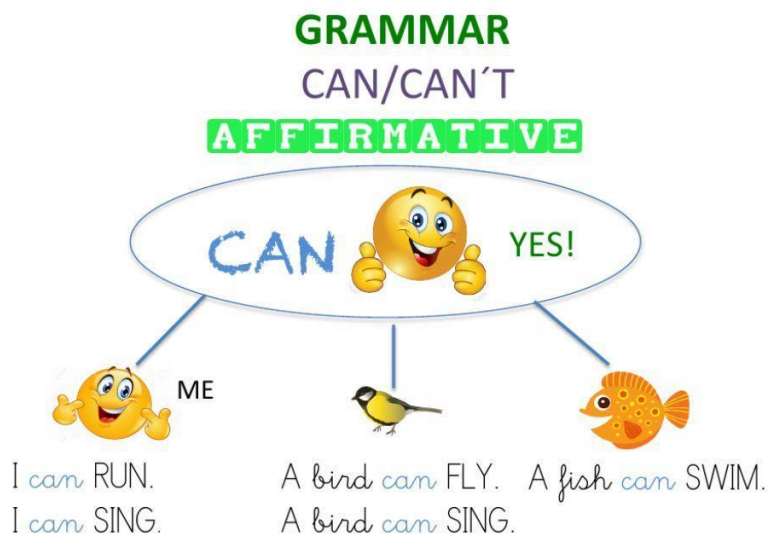 GRAMMAR
CAN/CAN´T
AFFIRMATIVE
CAN YES!
ME
I can RUN. A bird can FLY. A fish can SWIM.
I can SING. A bird can SING.